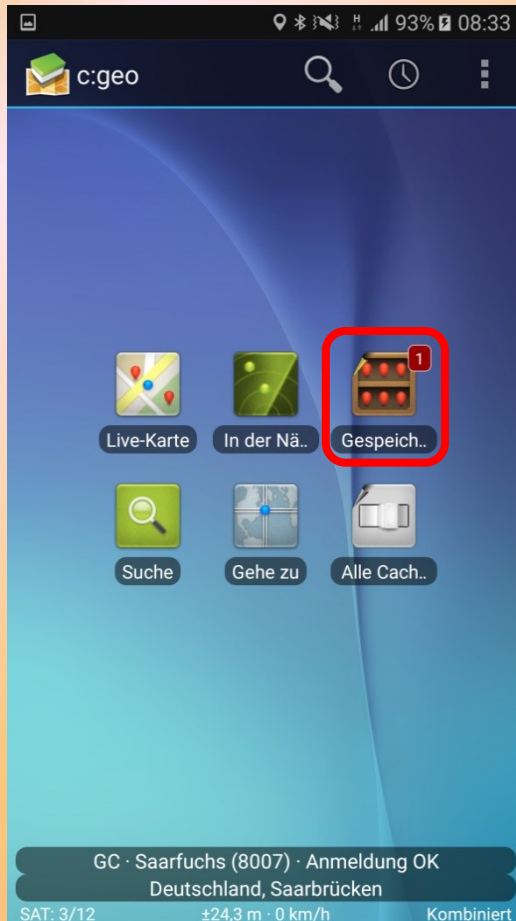 H 93% 08:33
c:geo
1
Live-Karte In der Nä.. Gespeich..
Suche Gehe zu Alle Cach..
GC · Saarfuchs (8007) · Anmeldung OK
Deutschland, Saarbrücken
SAT: 3/12 ±24.3 m · 0 km/h Kombiniert